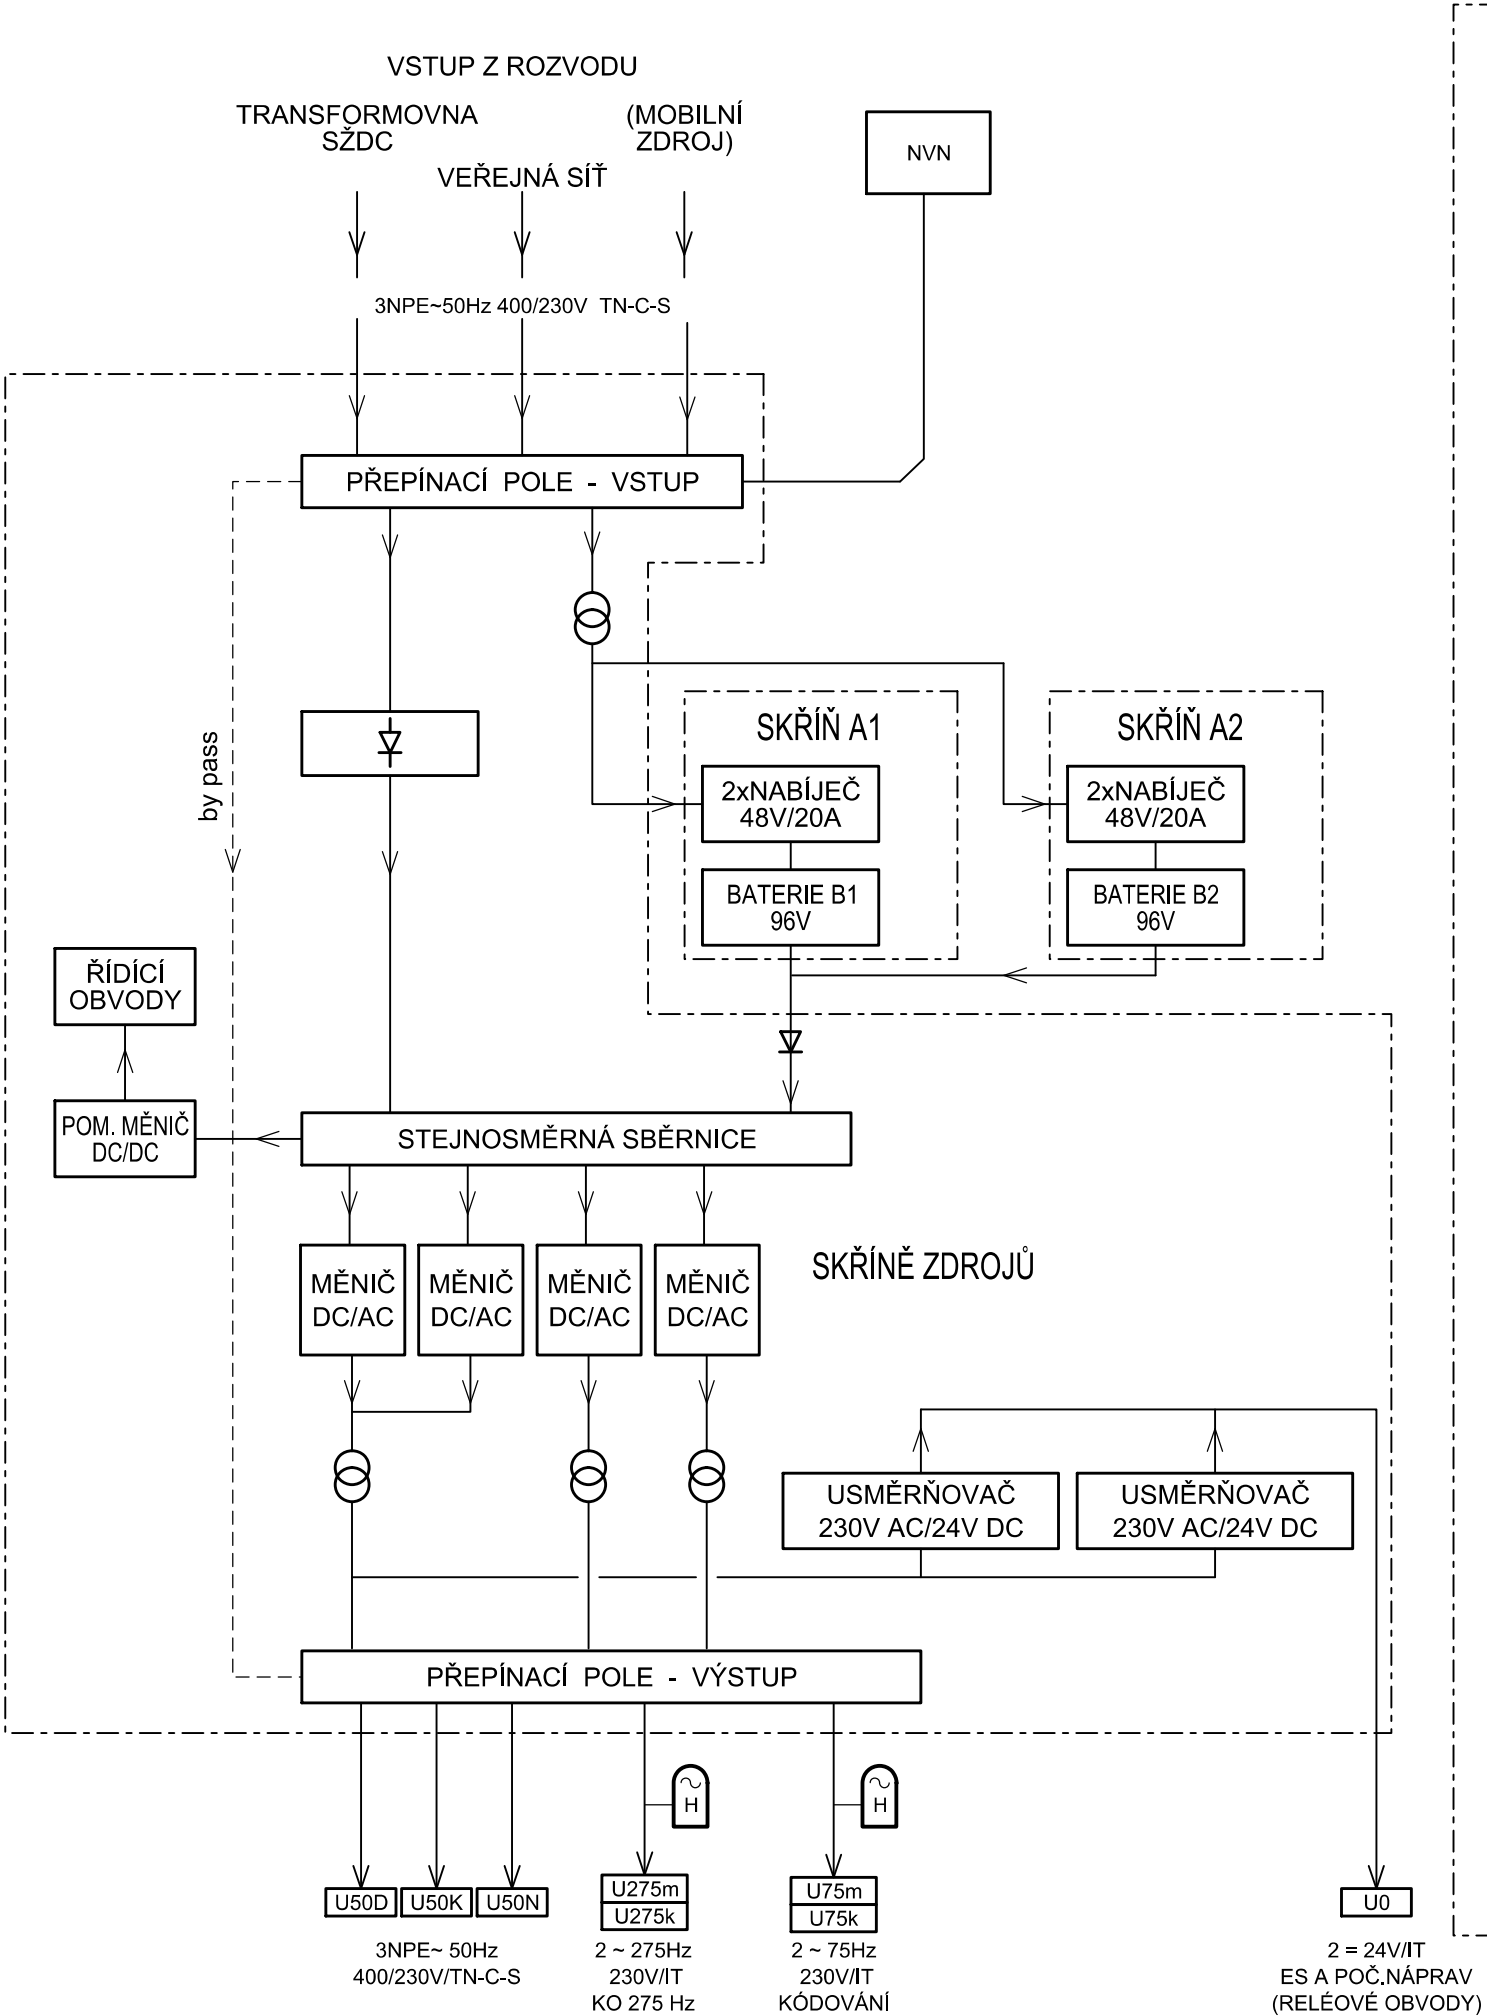 VSTUP Z ROZVODU
TRANSFORMOVNA
SŽDC
(MOBILNÍ
ZDROJ)
VEŘEJNÁ SÍŤ
NVN
3NPE~50Hz 400/230V TN-C-S
PŘEPÍNACÍ POLE - VSTUP
by pass
SKŘÍŇ A1
2xNABÍJEČ
48V/20A
BATERIE B1
96V
SKŘÍŇ A2
2xNABÍJEČ
48V/20A
BATERIE B2
96V
ŘÍDÍCÍ
OBVODY
POM. MĚNIČ
DC/DC
STEJNOSMĚRNÁ SBĚRNICE
MĚNIČ
DC/AC
MĚNIČ
DC/AC
MĚNIČ
DC/AC
MĚNIČ
DC/AC
SKŘÍNĚ ZDROJŮ
USMĚRŇOVAČ
230V AC/24V DC
USMĚRŇOVAČ
230V AC/24V DC
PŘEPÍNACÍ POLE - VÝSTUP
~
H
~
H
U50D
U50K
U50N
3NPE~ 50Hz
400/230V/TN-C-S
U275m
U275k
2 ~ 275Hz
230V/IT
KO 275 Hz
U75m
U75k
2 ~ 75Hz
230V/IT
KÓDOVÁNÍ
U0
2 = 24V/IT
ES A POČ.NÁPRAV
(RELÉOVÉ OBVODY)